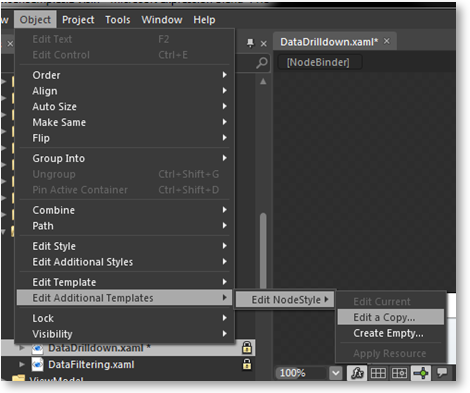 Object Project Tools Window Help
Edit Text F2
Edit Control Ctrl+E
Order
Align
Auto Size
Make Same
Flip
Group Into
Ungroup Ctrl+Shift+G
Pin Active Container Ctrl+Shift+D
Combine
Path
Edit Style
Edit Additional Styles
Edit Template
Edit Additional Templates
Lock
Visibility
Edit NodeStyle
Edit Current
Edit a Copy...
Create Empty...
Apply Resource
DataDrilldown.xaml* ×
[NodeBinder]
DataDrilldown.xaml *
DataFiltering.xaml
ViewModel
100%
fx